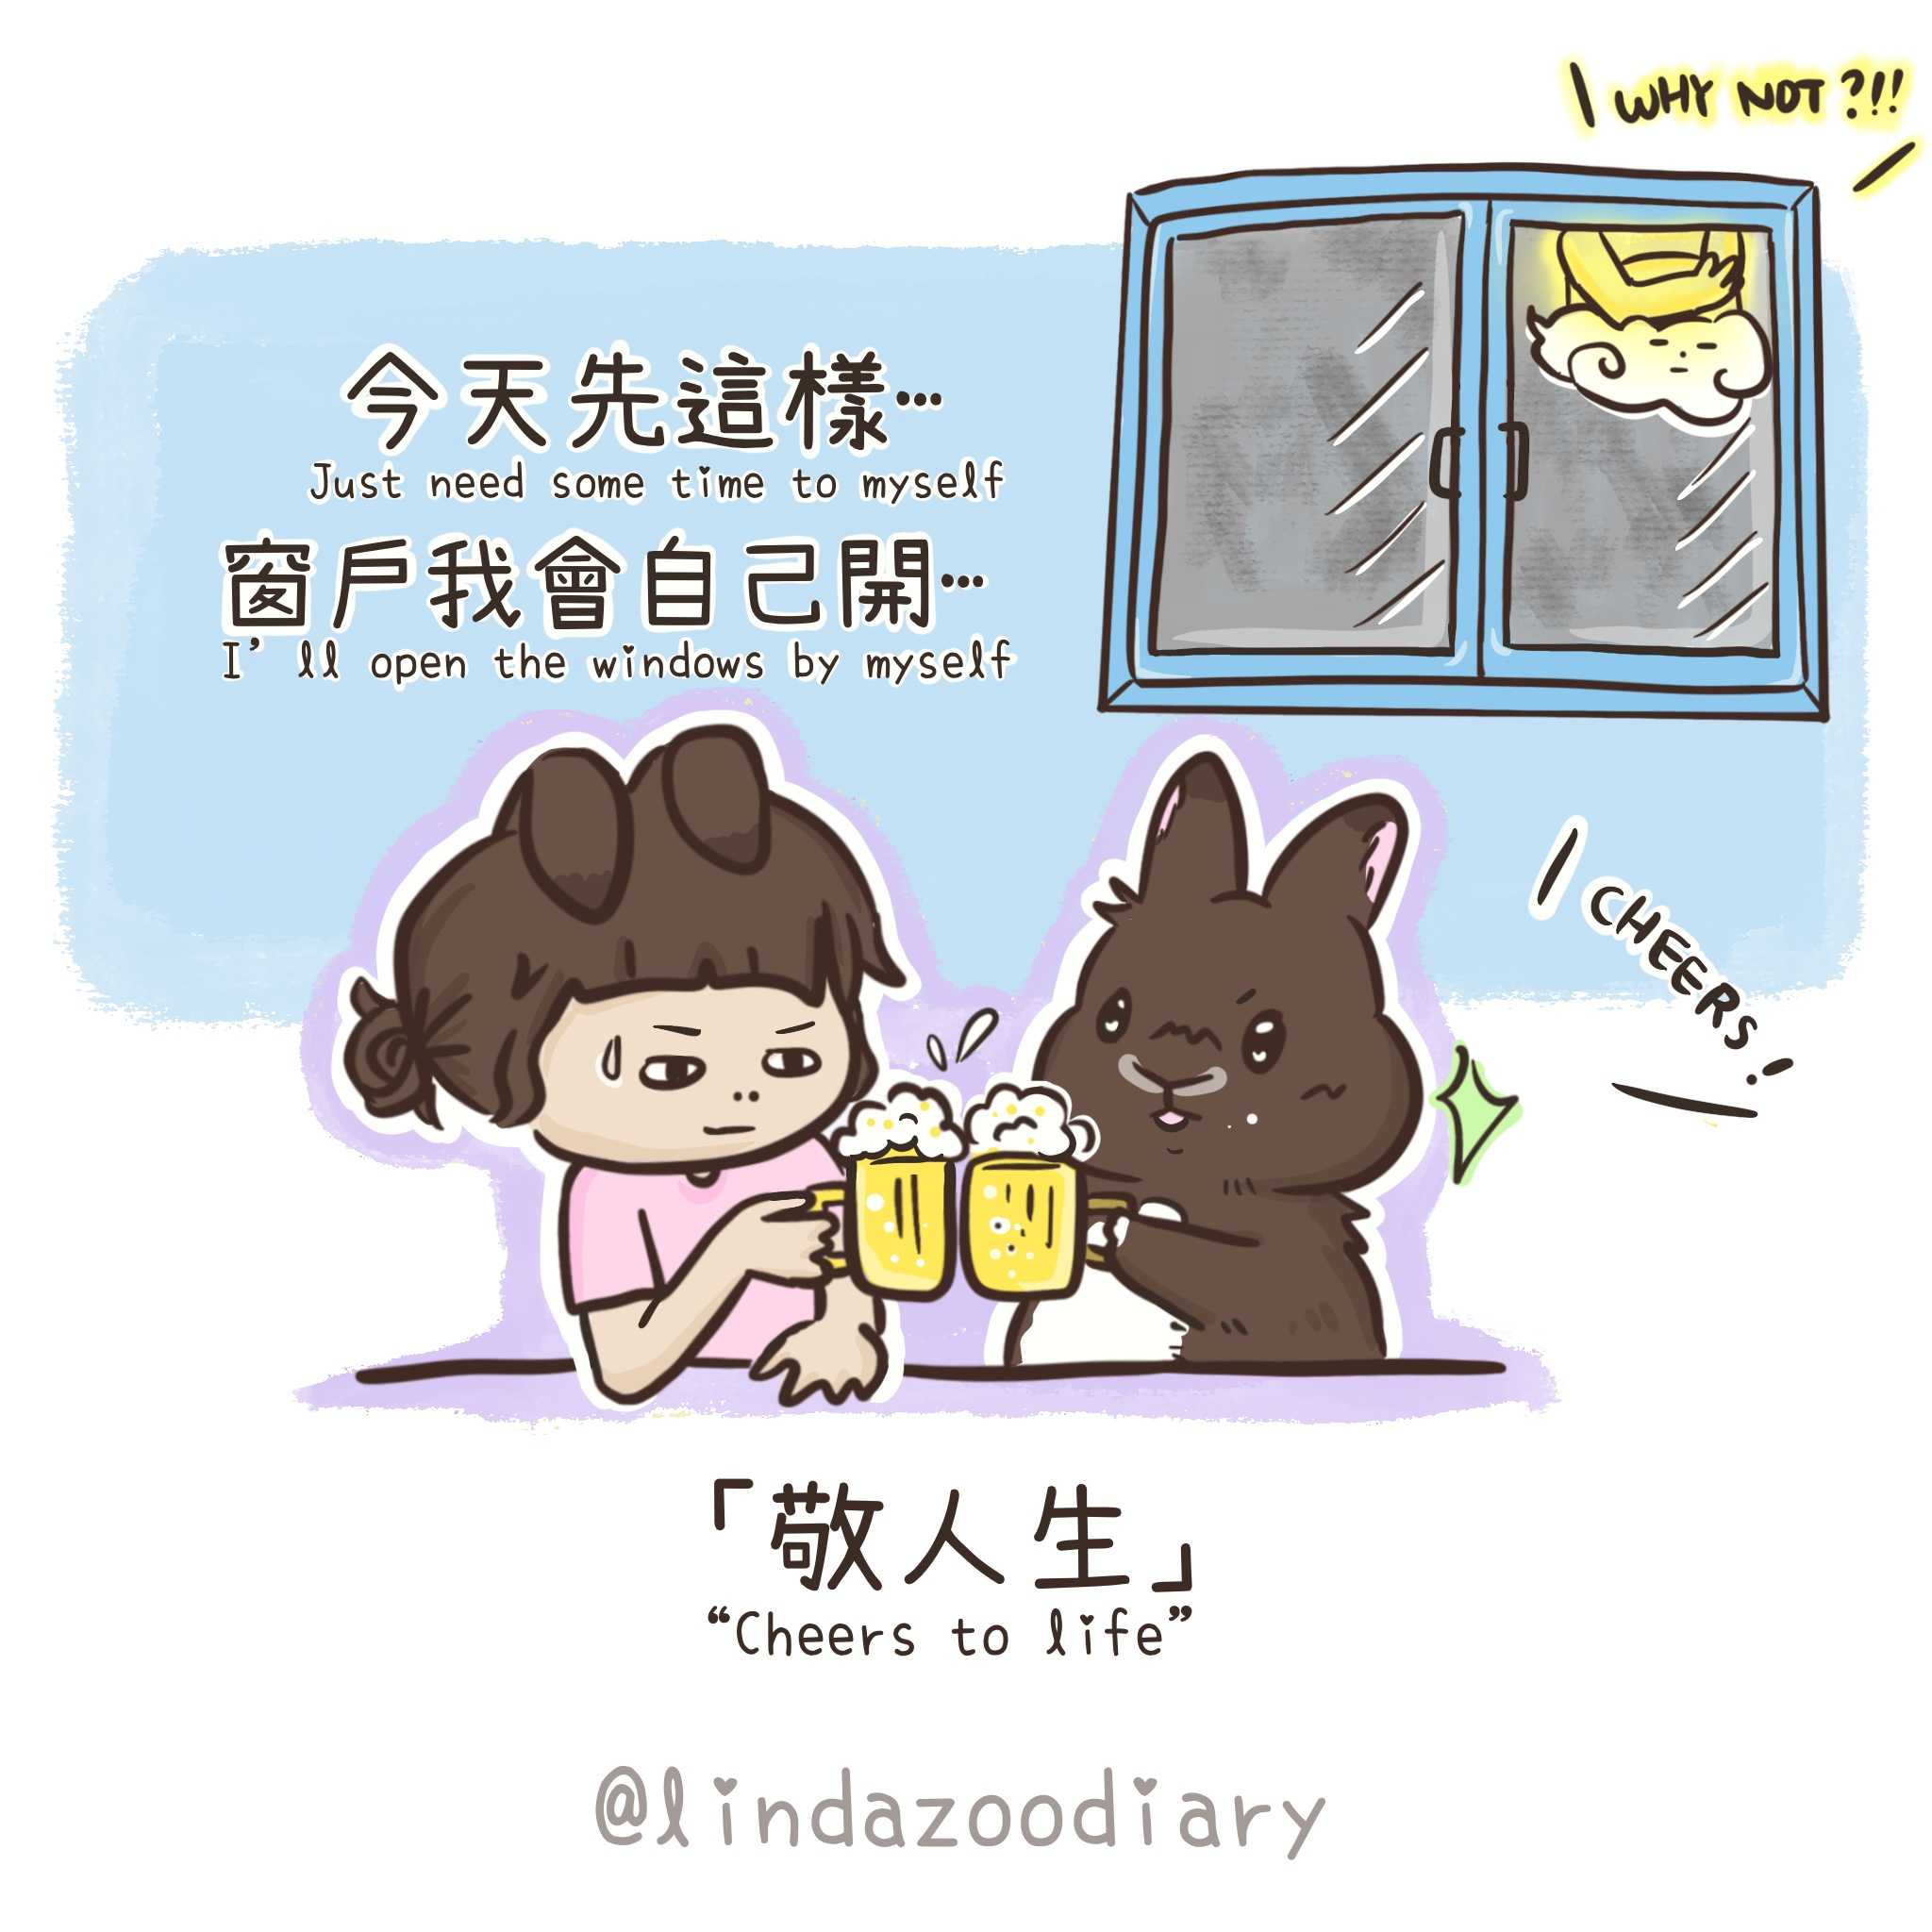 WHY NOT?!!
今天先這樣…
Just need some time to myself
窗戶我會自己開…
I'll open the windows by myself
CHEERS!
「敬人生」
“Cheers to life”
@lindazoodiary